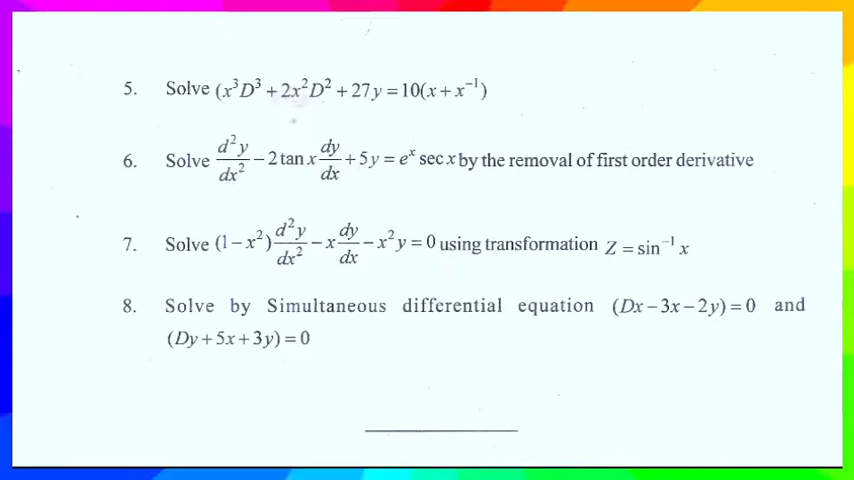 5. Solve (x³D³ + 2x²D² + 27y = 10(x + x⁻¹)
6. Solve d²y/dx² − 2 tan x dy/dx + 5y = eˣ sec x by the removal of first order derivative
7. Solve (1 − x²) d²y/dx² − x dy/dx − x²y = 0 using transformation Z = sin⁻¹ x
8. Solve by Simultaneous differential equation (Dx − 3x − 2y) = 0 and
(Dy + 5x + 3y) = 0